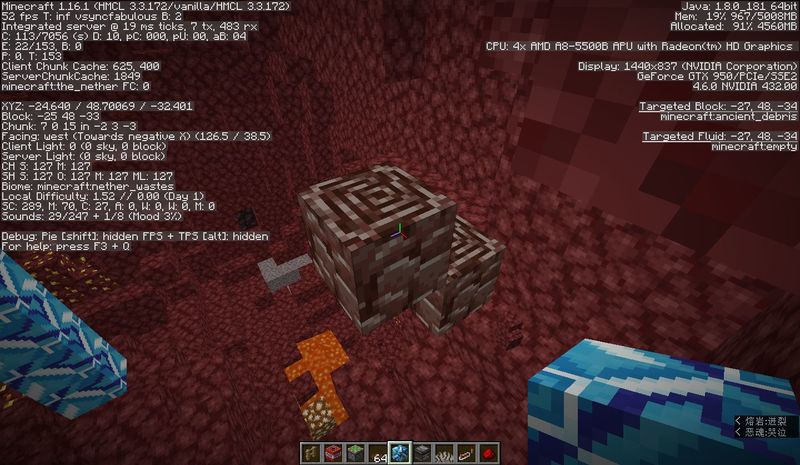 Minecraft 1.16.1 (HMCL 3.3.172/vanilla/HMCL 3.3.172)
52 fps T: inf vsyncfabulous B: 2
Integrated server @ 19 ms ticks, 7 tx, 483 rx
C: 113/7056 (s) D: 10, pC: 000, pU: 00, aB: 04
E: 22/153, B: 0
P: 0. T: 153
Client Chunk Cache: 625, 400
ServerChunkCache: 1849
minecraft:the_nether FC: 0
XYZ: -24.640 / 48.70069 / -32.401
Block: -25 48 -33
Chunk: 7 0 15 in -2 3 -3
Facing: west (Towards negative X) (126.5 / 38.5)
Client Light: 0 (0 sky, 0 block)
Server Light: (0 sky, 0 block)
CH S: 127 M: 127
SH S: 127 O: 127 M: 127 ML: 127
Biome: minecraft:nether_wastes
Local Difficulty: 1.52 // 0.00 (Day 1)
SC: 289, M: 70, C: 27, A: 0, W: 0, W: 0, M: 0
Sounds: 29/247 + 1/8 (Mood 3%)
Debug: Pie [shift]: hidden FPS + TPS [alt]: hidden
For help: press F3 + Q
Java: 1.8.0_181 64bit
Mem: 19% 967/5008MB
Allocated: 91% 4560MB
CPU: 4x AMD A8-5500B APU with Radeon(tm) HD Graphics
Display: 1440x837 (NVIDIA Corporation)
GeForce GTX 950/PCIe/SSE2
4.6.0 NVIDIA 432.00
Targeted Block: -27, 48, -34
minecraft:ancient_debris
Targeted Fluid: -27, 48, -34
minecraft:empty
< 熔岩:迸裂
< 恶魂:哭泣
64